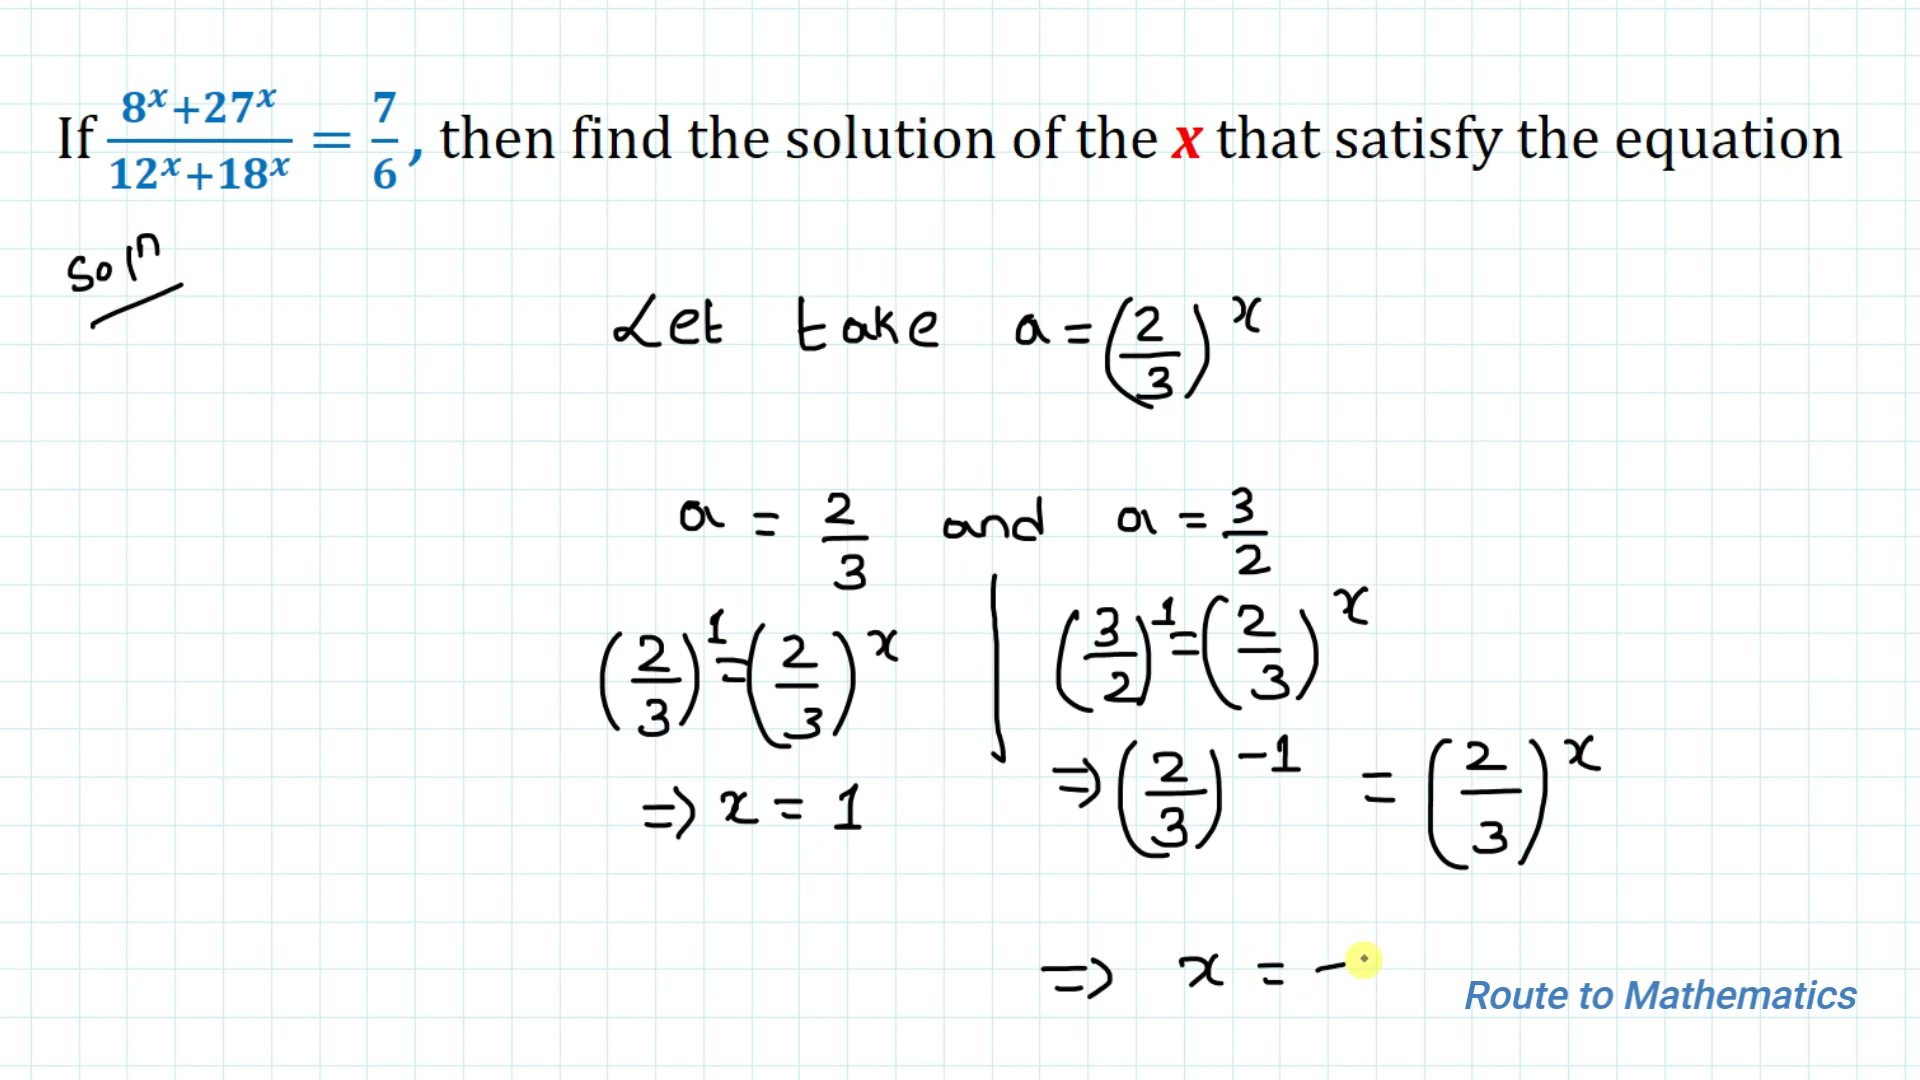 If (8^x+27^x)/(12^x+18^x) = 7/6, then find the solution of the x that satisfy the equation
Solⁿ
Let take a = (2/3)^x
a = 2/3 and a = 3/2
(2/3)^1 = (2/3)^x
(3/2)^1 = (2/3)^x
⇒ x = 1
⇒ (2/3)^-1 = (2/3)^x
⇒ x = -
Route to Mathematics